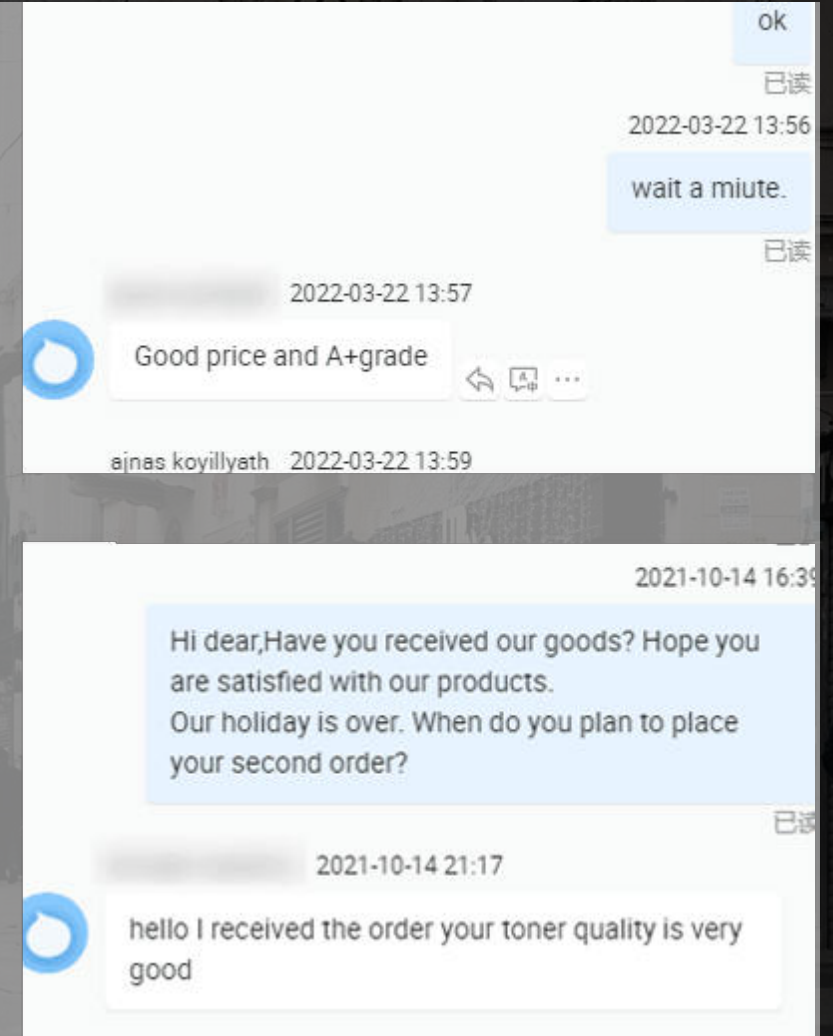 ok
已读
2022-03-22 13:56
wait a miute.
已读
2022-03-22 13:57
Good price and A+grade
ajnas koyillyath 2022-03-22 13:59
2021-10-14 16:39
Hi dear,Have you received our goods? Hope you
are satisfied with our products.
Our holiday is over. When do you plan to place
your second order?
已读
2021-10-14 21:17
hello I received the order your toner quality is very
good